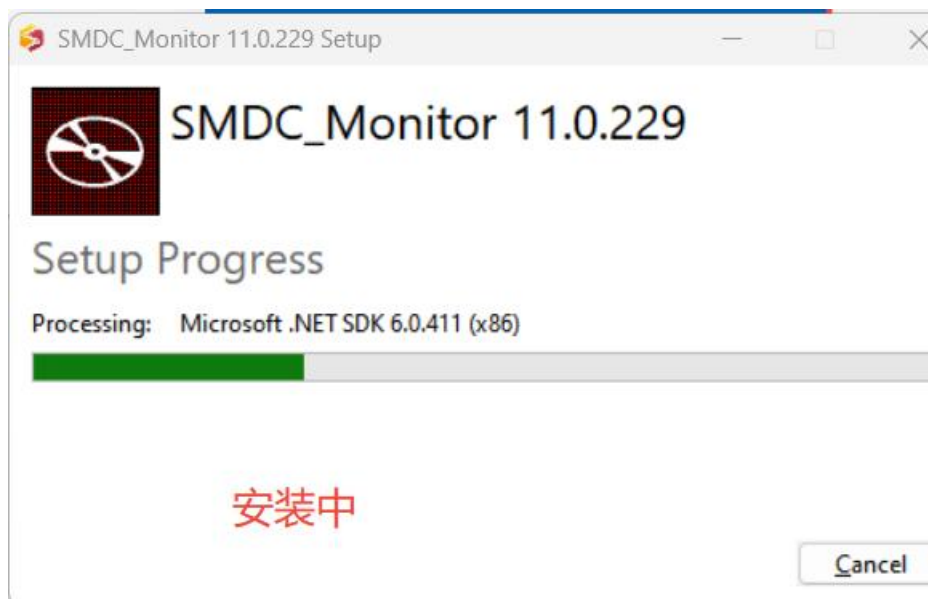 SMDC_Monitor 11.0.229 Setup
SMDC_Monitor 11.0.229
Setup Progress
Processing: Microsoft .NET SDK 6.0.411 (x86)
安装中
Cancel